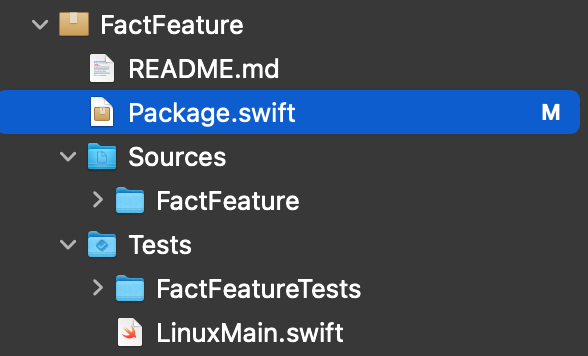 FactFeature
README.md
Package.swift M
Sources
FactFeature
Tests
FactFeatureTests
LinuxMain.swift